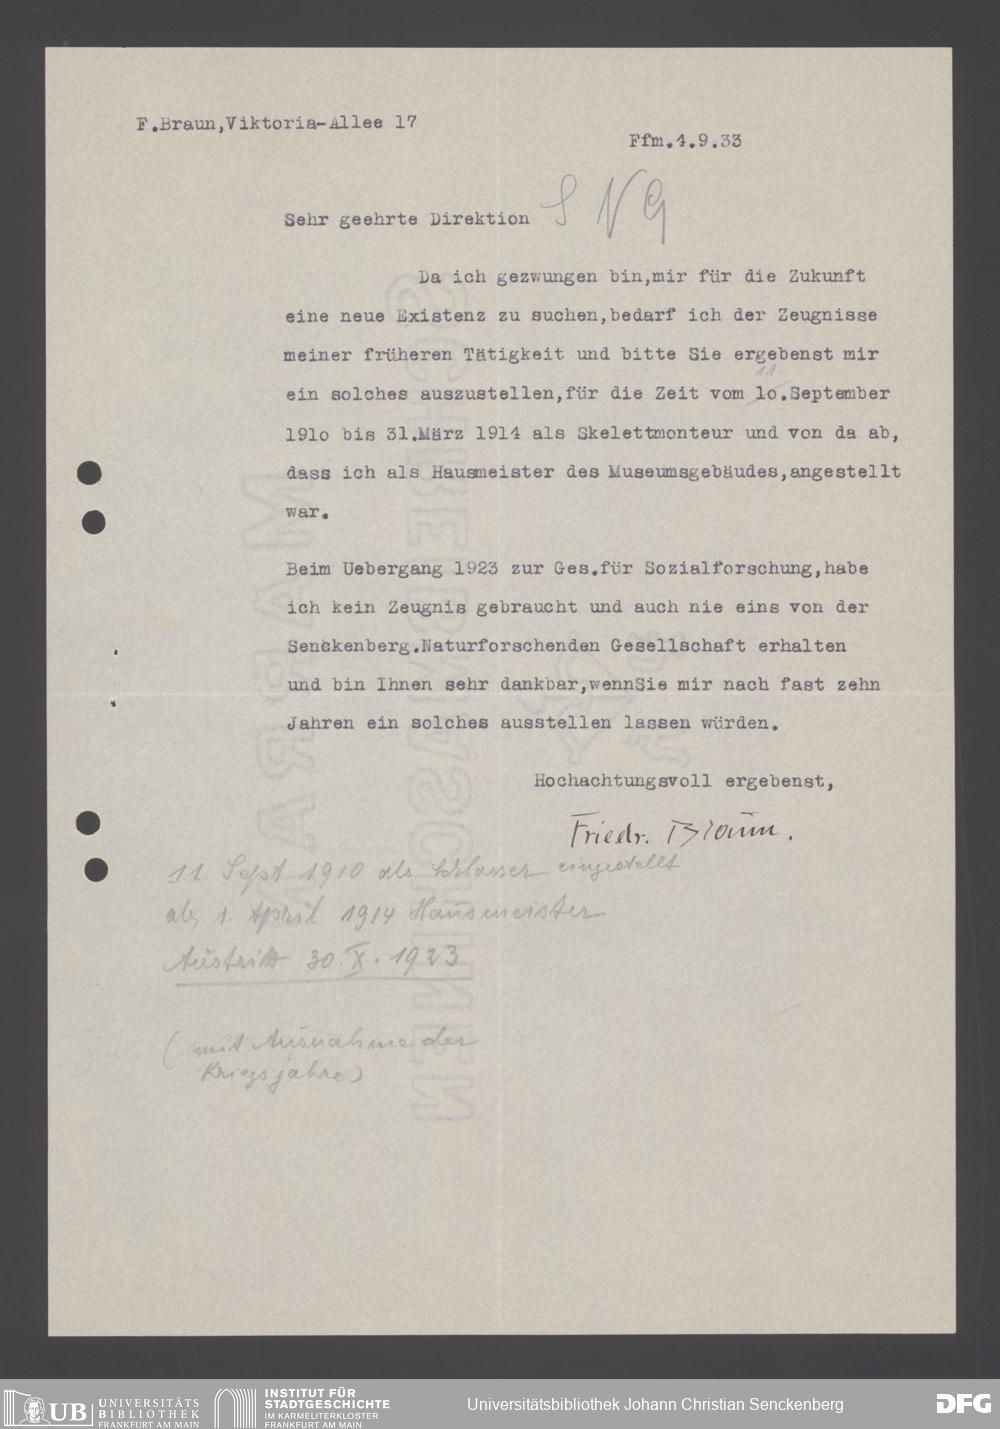 F.Braun,Viktoria-Allee 17
Ffm.4.9.33
Sehr geehrte Direktion S N G
Da ich gezwungen bin,mir für die Zukunft
eine neue Existenz zu suchen,bedarf ich der Zeugnisse
meiner früheren Tätigkeit und bitte Sie ergebenst mir
11.
ein solches auszustellen,für die Zeit vom 1o.September
191o bis 31.März 1914 als Skelettmonteur und von da ab,
dass ich als Hausmeister des Museumsgebäudes,angestellt
war.
Beim Uebergang 1923 zur Ges.für Sozialforschung,habe
ich kein Zeugnis gebraucht und auch nie eins von der
Senckenberg.Naturforschenden Gesellschaft erhalten
und bin Ihnen sehr dankbar,wennSie mir nach fast zehn
Jahren ein solches ausstellen lassen würden.
Hochachtungsvoll ergebenst,
Friedr. Braun.
11 Sept 1910 als Schlosser eingestellt
ab 1. April 1914 Hausmeister
Austritt 30. X. 1923
(mit Ausnahme der
Kriegsjahre)
SCHREIBMASCHINEN
UB UNIVERSITÄTS
BIBLIOTHEK
FRANKFURT AM MAIN
INSTITUT FÜR
STADTGESCHICHTE
IM KARMELITERKLOSTER
FRANKFURT AM MAIN
Universitätsbibliothek Johann Christian Senckenberg
DFG